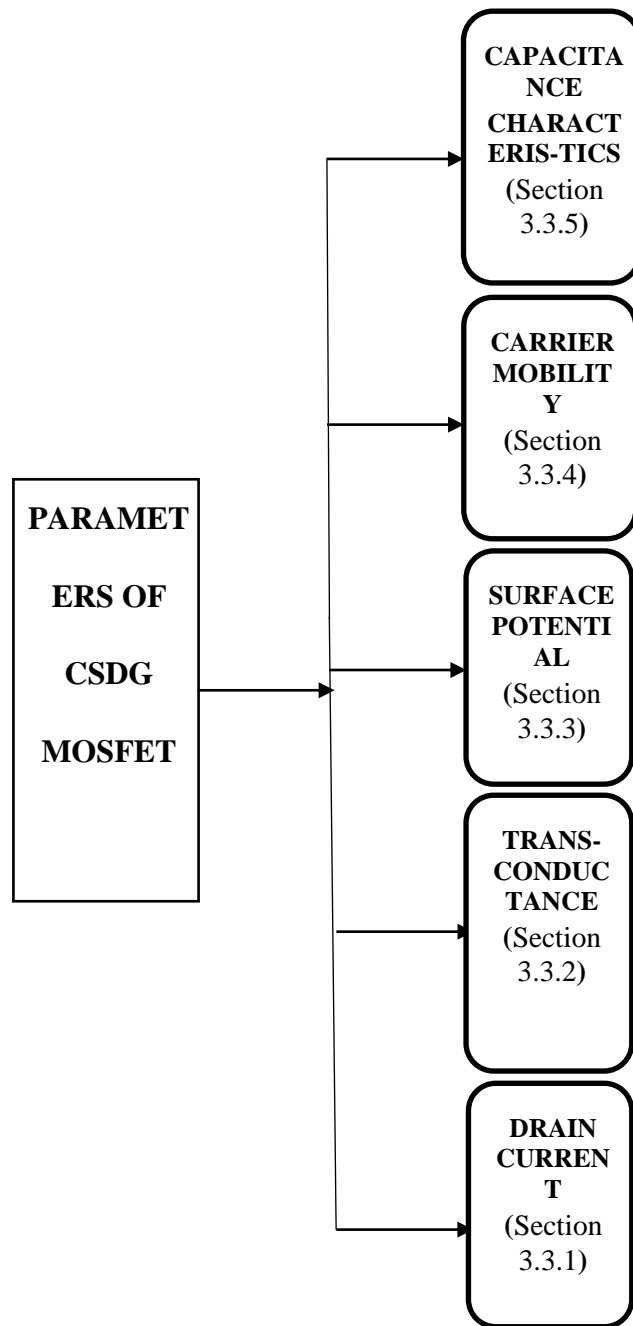 CAPACITA
NCE
CHARACT
ERIS-TICS
(Section
3.3.5)
CARRIER
MOBILIT
Y
(Section
3.3.4)
PARAMET
ERS OF
CSDG
MOSFET
SURFACE
POTENTI
AL
(Section
3.3.3)
TRANS-
CONDUC
TANCE
(Section
3.3.2)
DRAIN
CURREN
T
(Section
3.3.1)